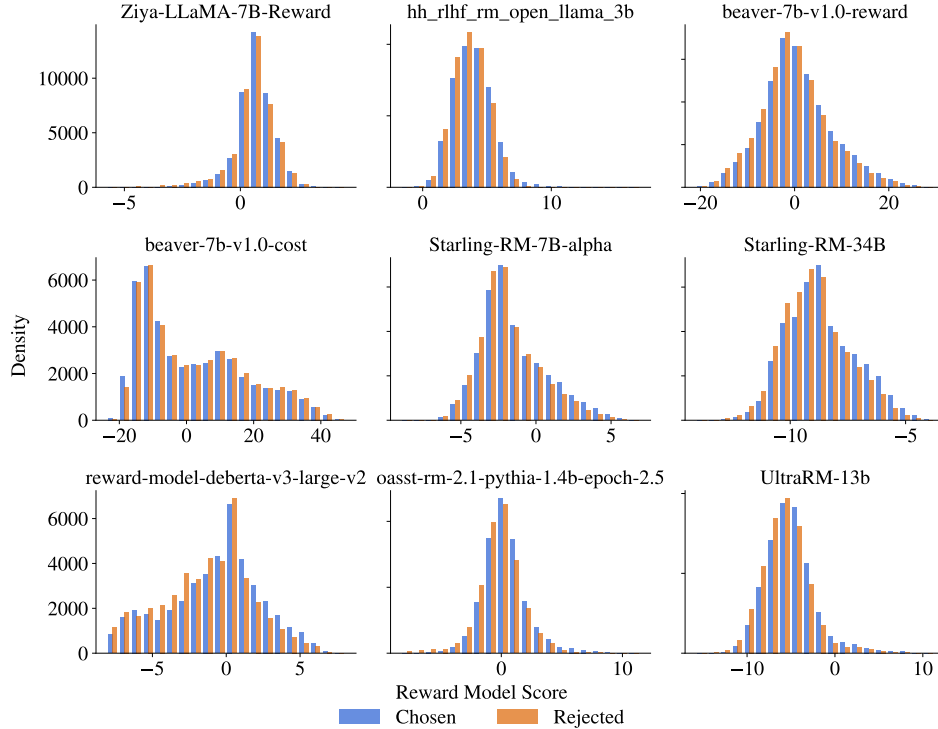 Ziya-LLaMA-7B-Reward
hh_rlhf_rm_open_llama_3b
beaver-7b-v1.0-reward
10000
5000
0
−5 0
0 10
−20 0 20
beaver-7b-v1.0-cost
Starling-RM-7B-alpha
Starling-RM-34B
Density
6000
4000
2000
0
−20 0 20 40
−5 0 5
−10 −5
reward-model-deberta-v3-large-v2
oasst-rm-2.1-pythia-1.4b-epoch-2.5
UltraRM-13b
6000
4000
2000
0
−5 0 5
0 10
−10 0 10
Reward Model Score
Chosen Rejected